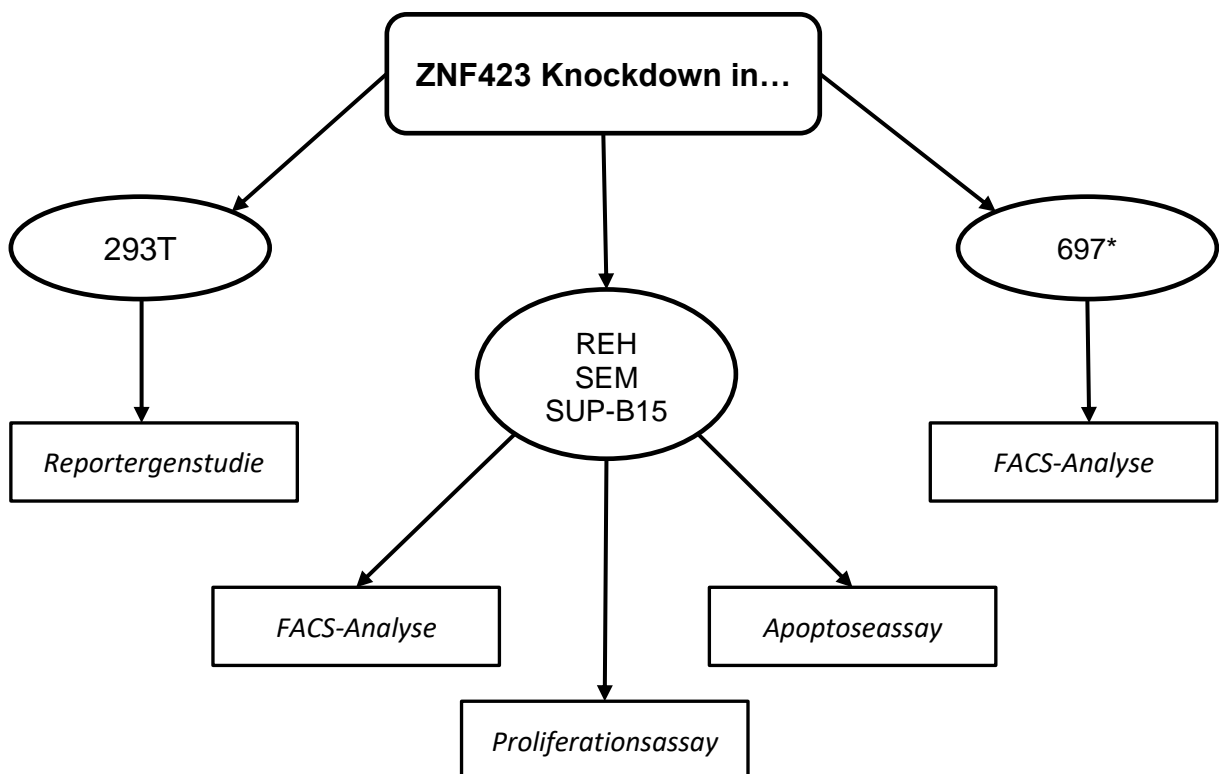 ZNF423 Knockdown in…
293T
697*
REH
SEM
SUP-B15
Reportergenstudie
FACS-Analyse
FACS-Analyse
Apoptoseassay
Proliferationsassay